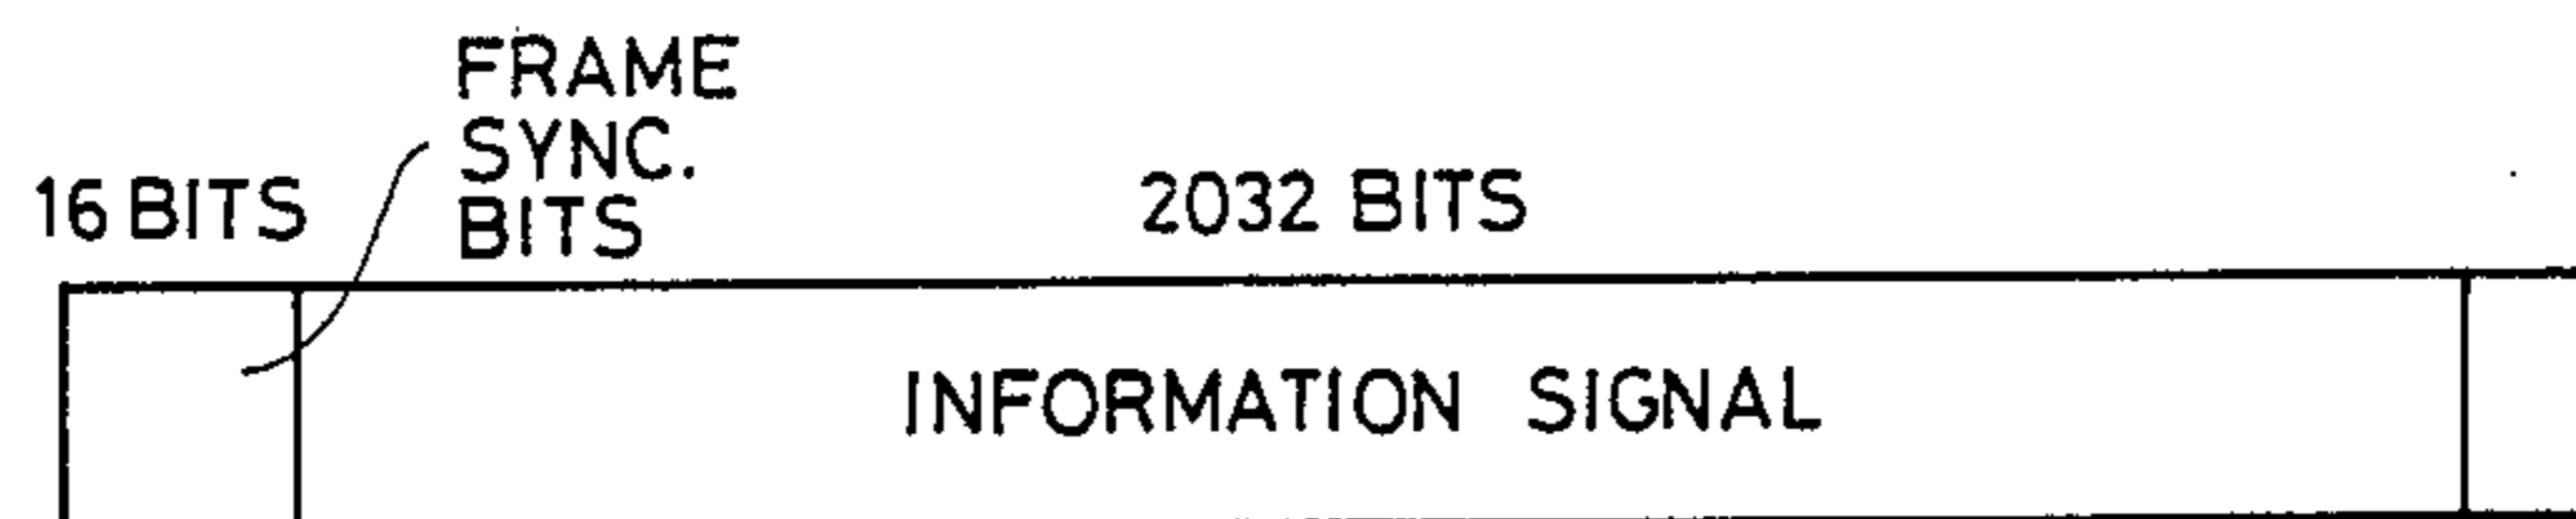 FRAME
SYNC.
BITS
16 BITS
2032 BITS
INFORMATION SIGNAL